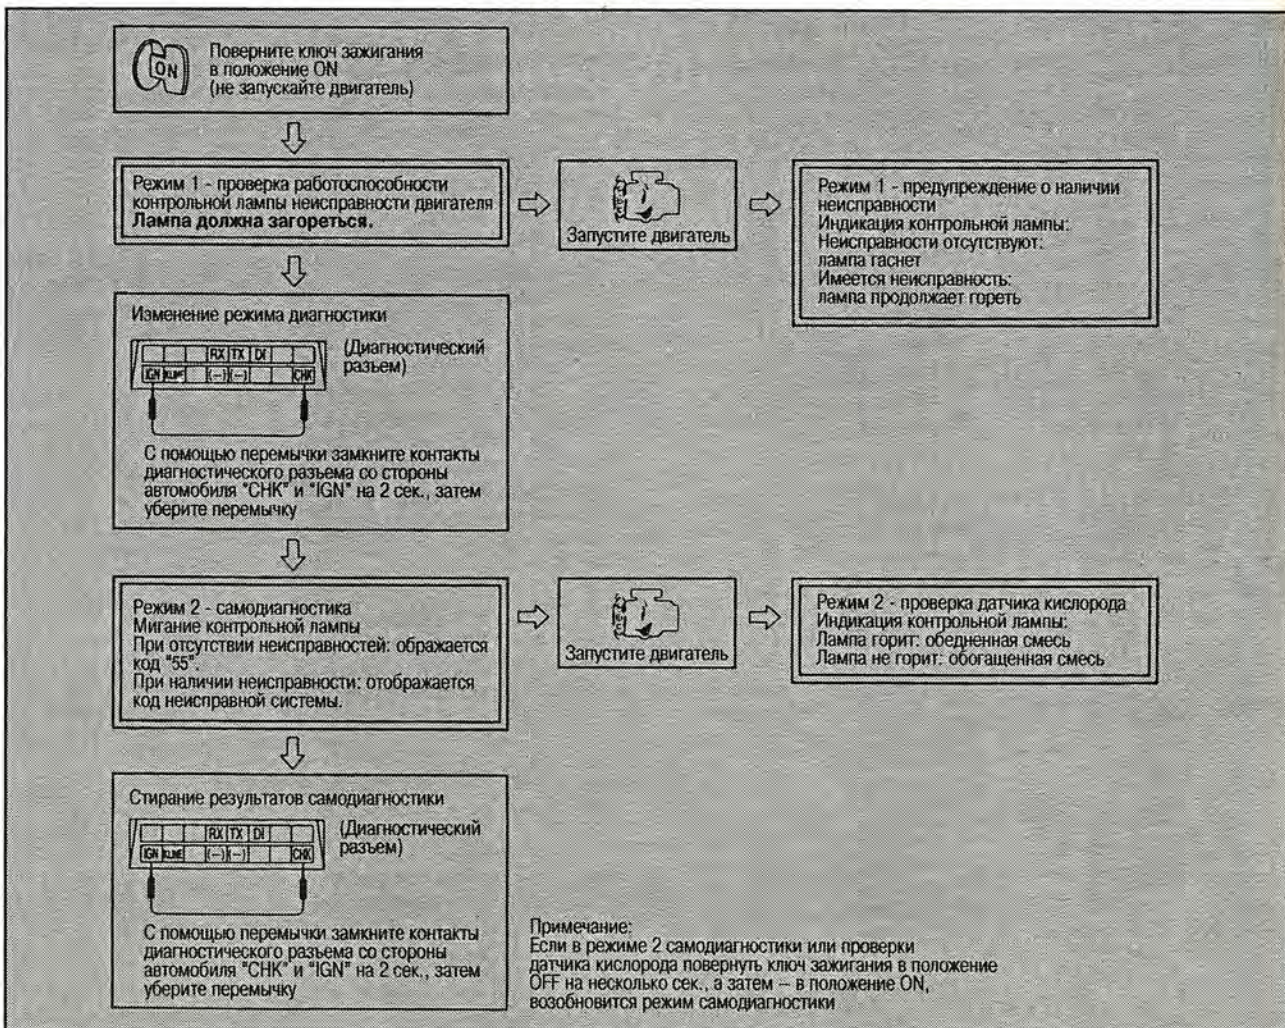 ON
Поверните ключ зажигания
в положение ON
(не запускайте двигатель)
Режим 1 - проверка работоспособности
контрольной лампы неисправности двигателя
Лампа должна загореться.
Запустите двигатель
Режим 1 - предупреждение о наличии
неисправности
Индикация контрольной лампы:
Неисправности отсутствуют:
лампа гаснет
Имеется неисправность:
лампа продолжает гореть
Изменение режима диагностики
RX TX DI
IGN KLINE (–) (–) CHK
(Диагностический
разъем)
С помощью перемычки замкните контакты
диагностического разъема со стороны
автомобиля "CHK" и "IGN" на 2 сек., затем
уберите перемычку
Режим 2 - самодиагностика
Мигание контрольной лампы
При отсутствии неисправностей: ображается
код "55".
При наличии неисправности: отображается
код неисправной системы.
Запустите двигатель
Режим 2 - проверка датчика кислорода
Индикация контрольной лампы:
Лампа горит: обедненная смесь
Лампа не горит: обогащенная смесь
Стирание результатов самодиагностики
RX TX DI
IGN KLINE (–) (–) CHK
(Диагностический
разъем)
С помощью перемычки замкните контакты
диагностического разъема со стороны
автомобиля "CHK" и "IGN" на 2 сек., затем
уберите перемычку
Примечание:
Если в режиме 2 самодиагностики или проверки
датчика кислорода повернуть ключ зажигания в положение
OFF на несколько сек., а затем – в положение ON,
возобновится режим самодиагностики